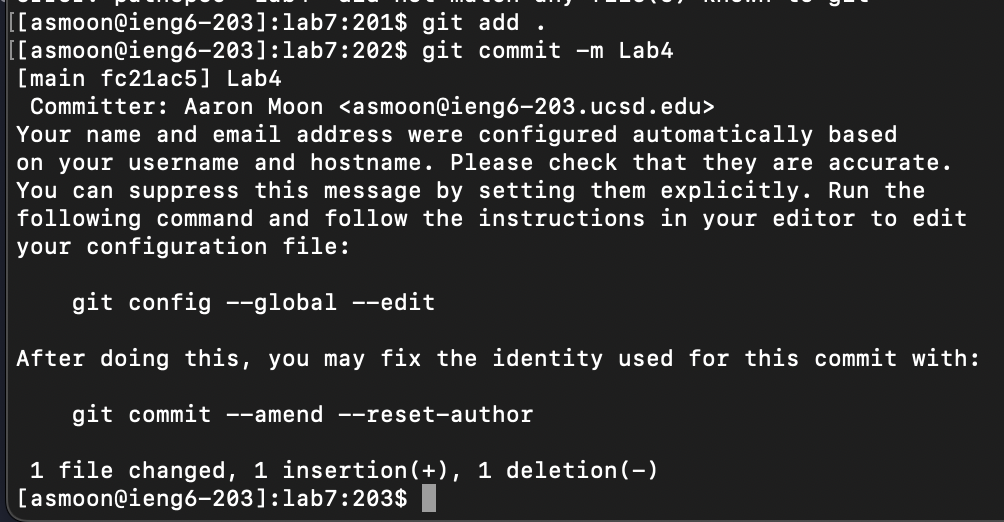 [[asmoon@ieng6-203]:lab7:201$ git add .
[[asmoon@ieng6-203]:lab7:202$ git commit -m Lab4
[main fc21ac5] Lab4
 Committer: Aaron Moon <asmoon@ieng6-203.ucsd.edu>
Your name and email address were configured automatically based
on your username and hostname. Please check that they are accurate.
You can suppress this message by setting them explicitly. Run the
following command and follow the instructions in your editor to edit
your configuration file:

    git config --global --edit

After doing this, you may fix the identity used for this commit with:

    git commit --amend --reset-author

 1 file changed, 1 insertion(+), 1 deletion(-)
[asmoon@ieng6-203]:lab7:203$